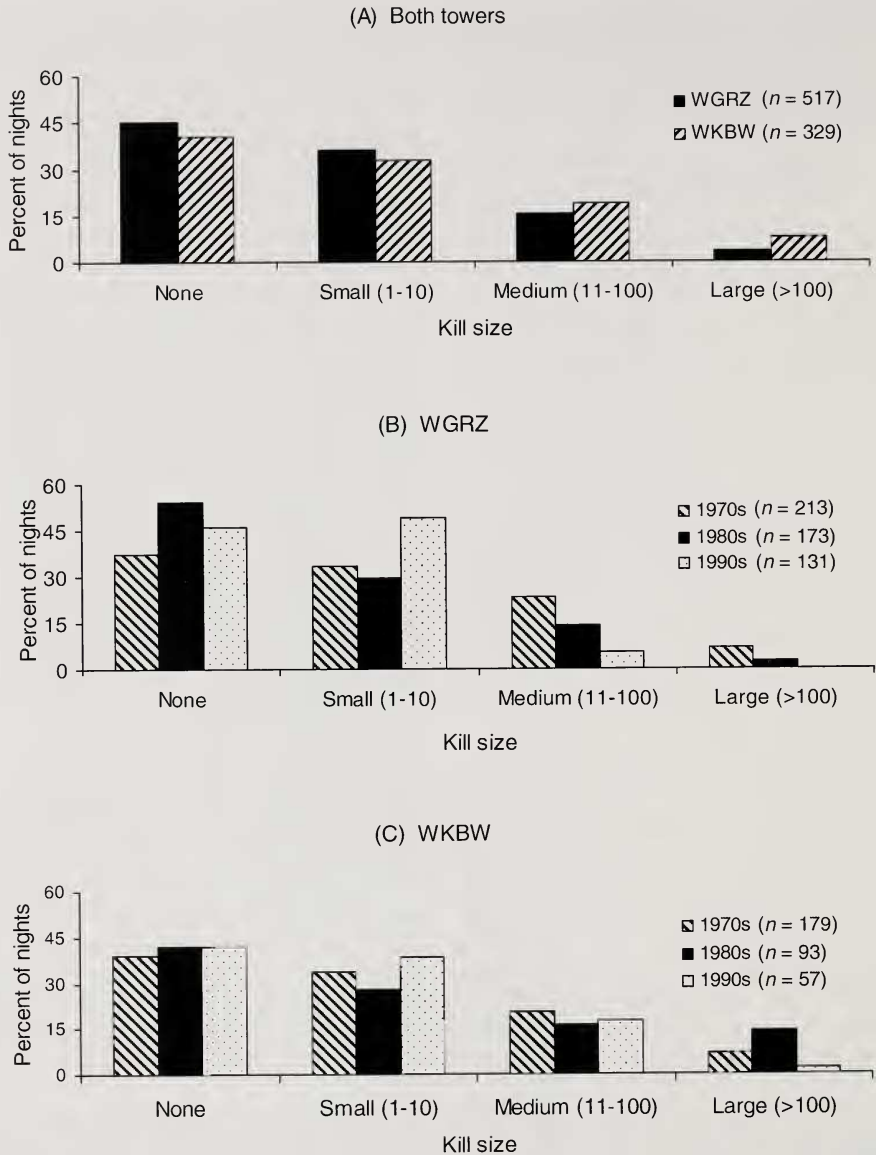 (A) Both towers
Percent of nights
60
45
30
15
0
WGRZ (n = 517)
WKBW (n = 329)
None
Small (1-10)
Medium (11-100)
Large (>100)
Kill size
(B) WGRZ
Percent of nights
60
45
30
15
0
1970s (n = 213)
1980s (n = 173)
1990s (n = 131)
None
Small (1-10)
Medium (11-100)
Large (>100)
Kill size
(C) WKBW
Percent of nights
60
45
30
15
0
1970s (n = 179)
1980s (n = 93)
1990s (n = 57)
None
Small (1-10)
Medium (11-100)
Large (>100)
Kill size